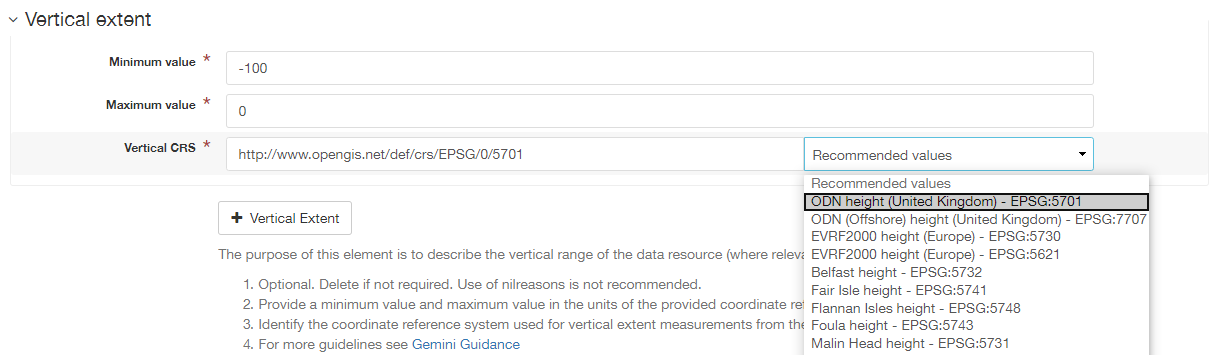 Vertical extent
Minimum value *
-100
Maximum value *
0
Vertical CRS *
http://www.opengis.net/def/crs/EPSG/0/5701
Recommended values
Recommended values
ODN height (United Kingdom) - EPSG:5701
ODN (Offshore) height (United Kingdom) - EPSG:7707
EVRF2000 height (Europe) - EPSG:5730
EVRF2000 height (Europe) - EPSG:5621
Belfast height - EPSG:5732
Fair Isle height - EPSG:5741
Flannan Isles height - EPSG:5748
Foula height - EPSG:5743
Malin Head height - EPSG:5731
+ Vertical Extent
The purpose of this element is to describe the vertical range of the data resource (where
1. Optional. Delete if not required. Use of nilreasons is not recommended.
2. Provide a minimum value and maximum value in the units of the provided coordinate
3. Identify the coordinate reference system used for vertical extent measurements from
4. For more guidelines see Gemini Guidance